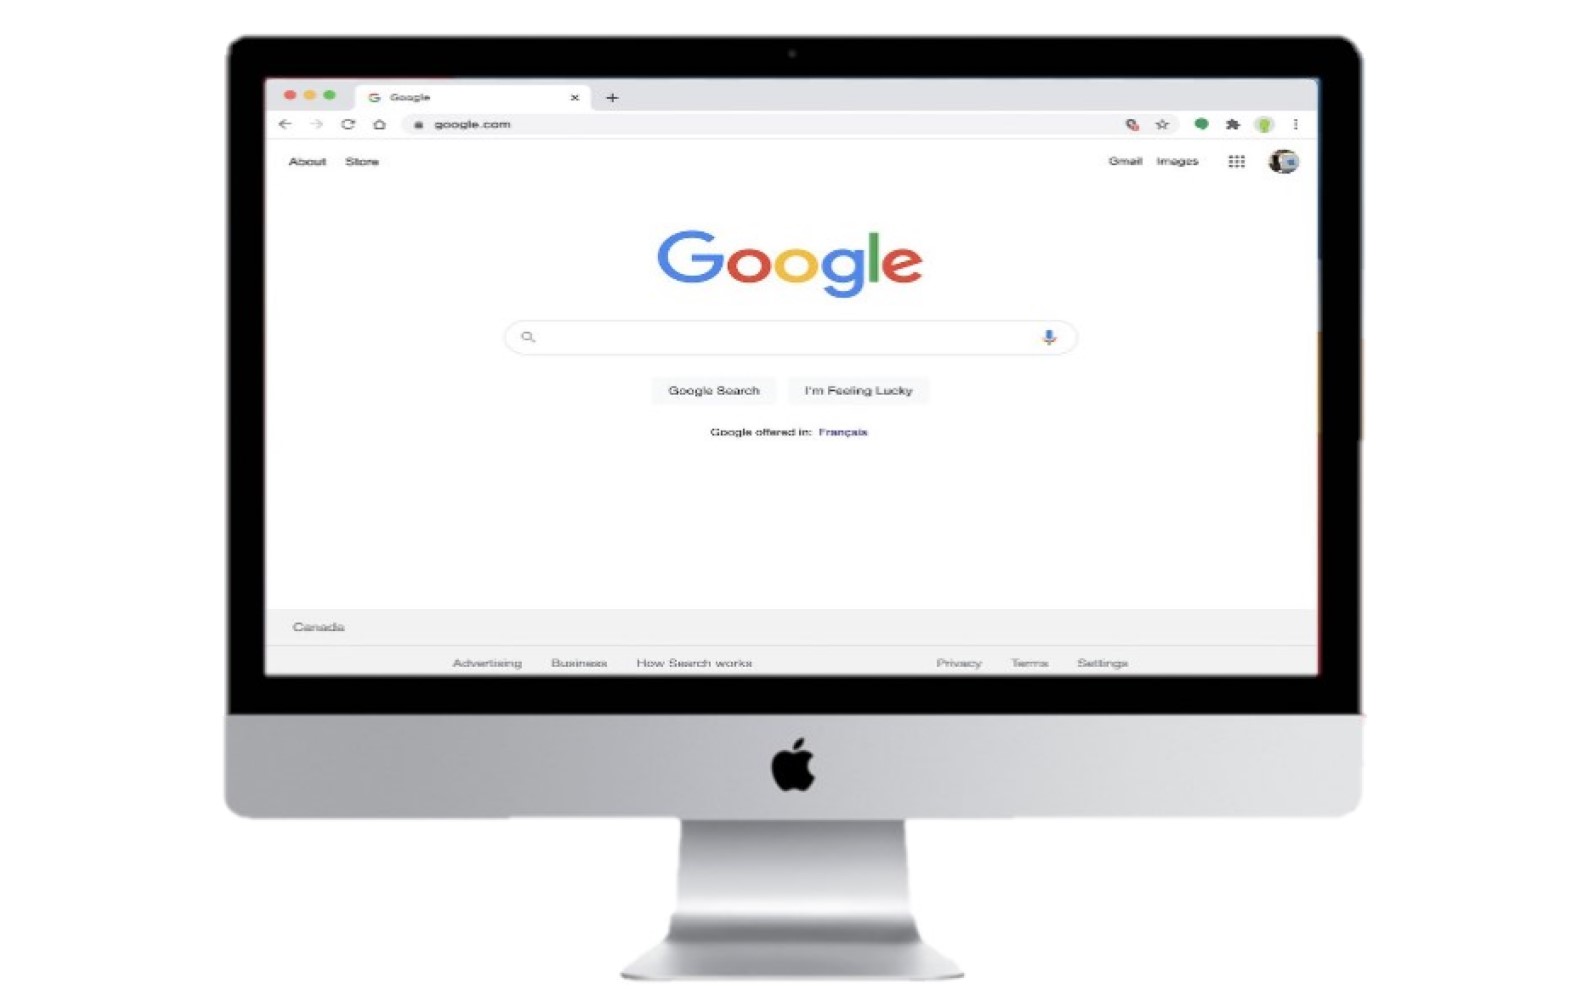 Google
google.com
About Store Gmail Images
Google
Google Search I'm Feeling Lucky
Google offered in: Français
Canada
Advertising Business How Search works Privacy Terms Settings